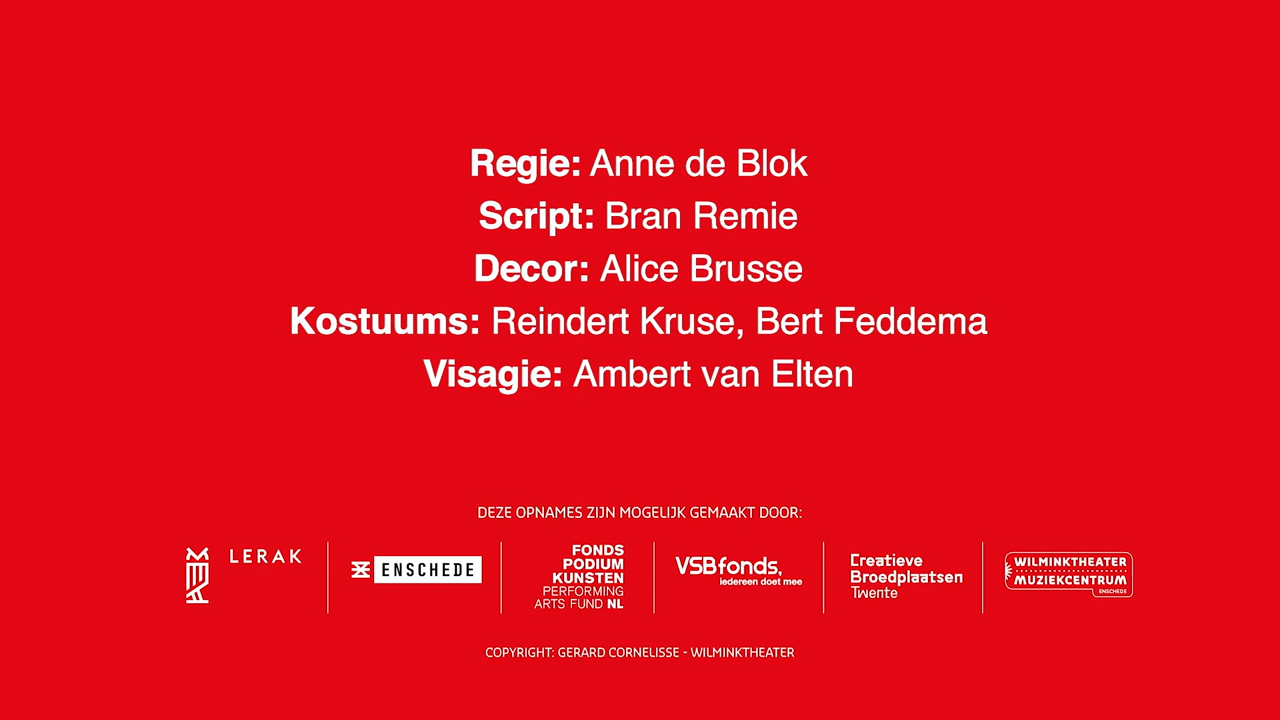 Regie: Anne de Blok
Script: Bran Remie
Decor: Alice Brusse
Kostuums: Reindert Kruse, Bert Feddema
Visagie: Ambert van Elten
DEZE OPNAMES ZIJN MOGELIJK GEMAAKT DOOR:
LERAK
ENSCHEDE
FONDS
PODIUM
KUNSTEN
PERFORMING
ARTS FUND NL
VSBfonds,
iedereen doet mee
Creatieve
Broedplaatsen
Twente
WILMINKTHEATER
MUZIEKCENTRUM
ENSCHEDE
COPYRIGHT: GERARD CORNELISSE - WILMINKTHEATER